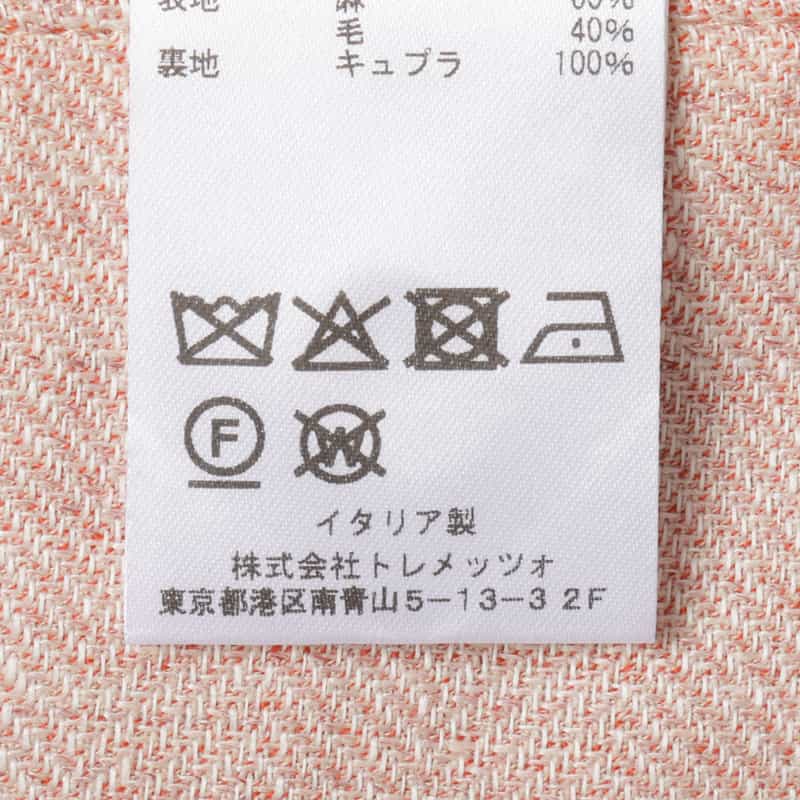 毛 40%
裏地 キュプラ 100%
F
W
イタリア製
株式会社トレメッツォ
東京都港区南青山5-13-3 2F